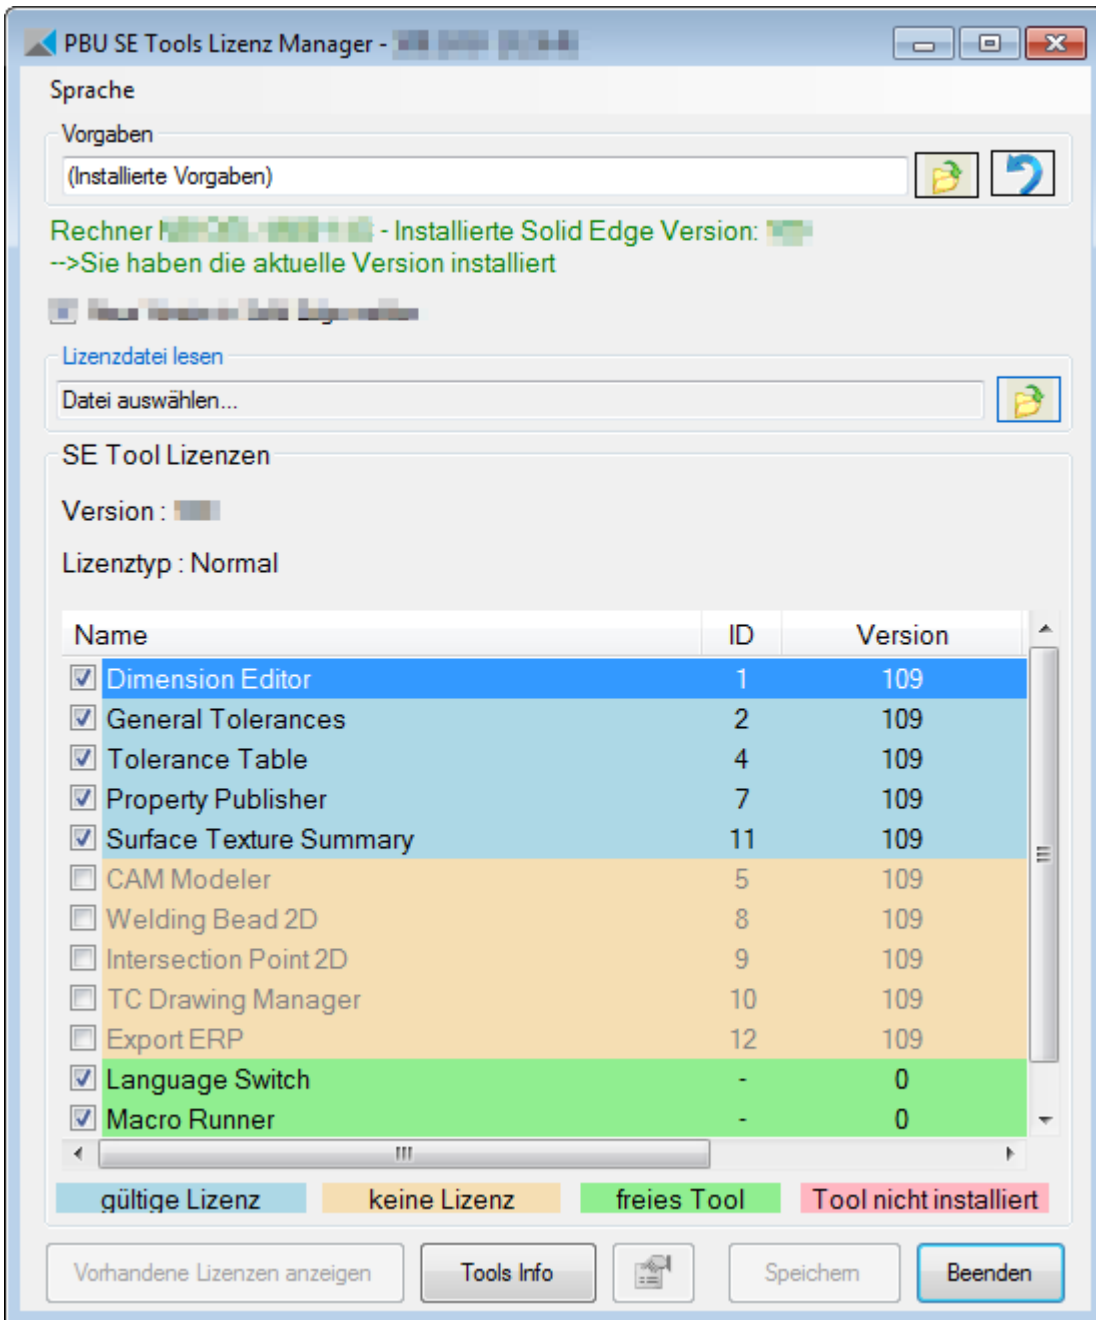 PBU SE Tools Lizenz Manager -
Sprache
Vorgaben
(Installierte Vorgaben)
Rechner - Installierte Solid Edge Version:
-->Sie haben die aktuelle Version installiert
Lizenzdatei lesen
Datei auswählen...
SE Tool Lizenzen
Version :
Lizenztyp : Normal
Name ID Version
Dimension Editor 1 109
General Tolerances 2 109
Tolerance Table 4 109
Property Publisher 7 109
Surface Texture Summary 11 109
CAM Modeler 5 109
Welding Bead 2D 8 109
Intersection Point 2D 9 109
TC Drawing Manager 10 109
Export ERP 12 109
Language Switch - 0
Macro Runner - 0
gültige Lizenz keine Lizenz freies Tool Tool nicht installiert
Vorhandene Lizenzen anzeigen Tools Info Speichern Beenden